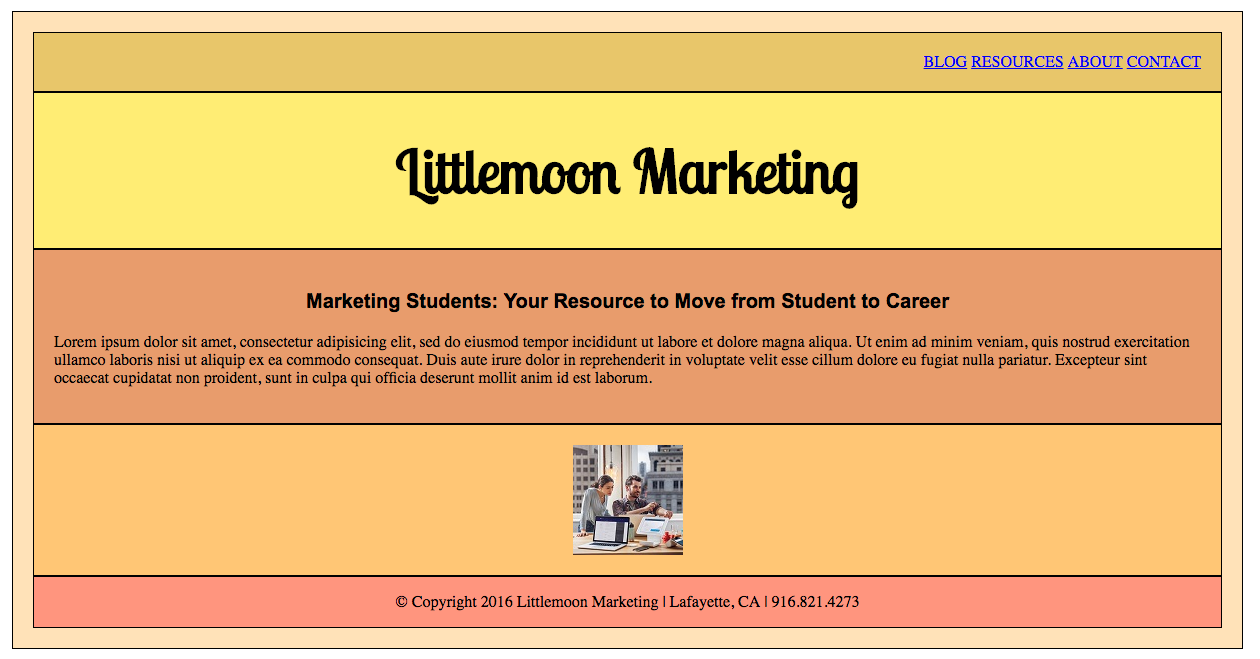 BLOG RESOURCES ABOUT CONTACT
Littlemoon Marketing
Marketing Students: Your Resource to Move from Student to Career
Lorem ipsum dolor sit amet, consectetur adipisicing elit, sed do eiusmod tempor incididunt ut labore et dolore magna aliqua. Ut enim ad minim veniam, quis nostrud exercitation
ullamco laboris nisi ut aliquip ex ea commodo consequat. Duis aute irure dolor in reprehenderit in voluptate velit esse cillum dolore eu fugiat nulla pariatur. Excepteur sint
occaecat cupidatat non proident, sunt in culpa qui officia deserunt mollit anim id est laborum.
© Copyright 2016 Littlemoon Marketing | Lafayette, CA | 916.821.4273